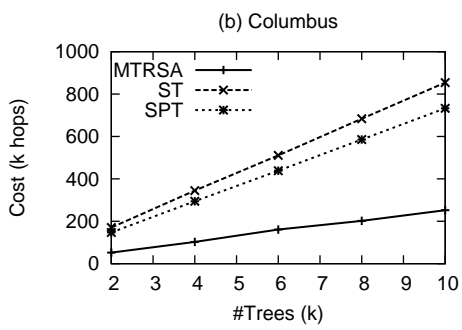 (b) Columbus
Cost (k hops)
1000
800
600
400
200
0
MTRSA
ST
SPT
2 3 4 5 6 7 8 9 10
#Trees (k)